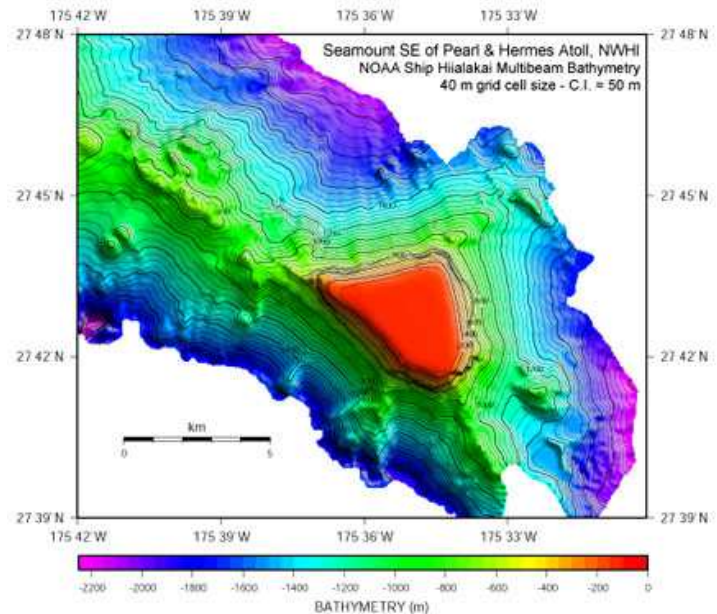 175 42' W 175 39' W 175 36' W 175 33' W
27 48' N 27 48' N
Seamount SE of Pearl & Hermes Atoll, NWHI
NOAA Ship Hiialakai Multibeam Bathymetry
40 m grid cell size - C.I. = 50 m
27 45' N 27 45' N
27 42' N 27 42' N
km
0 5
27 39' N 27 39' N
175 42' W 175 39' W 175 36' W 175 33' W
-2200 -2000 -1800 -1600 -1400 -1200 -1000 -800 -600 -400 -200 0
BATHYMETRY (m)